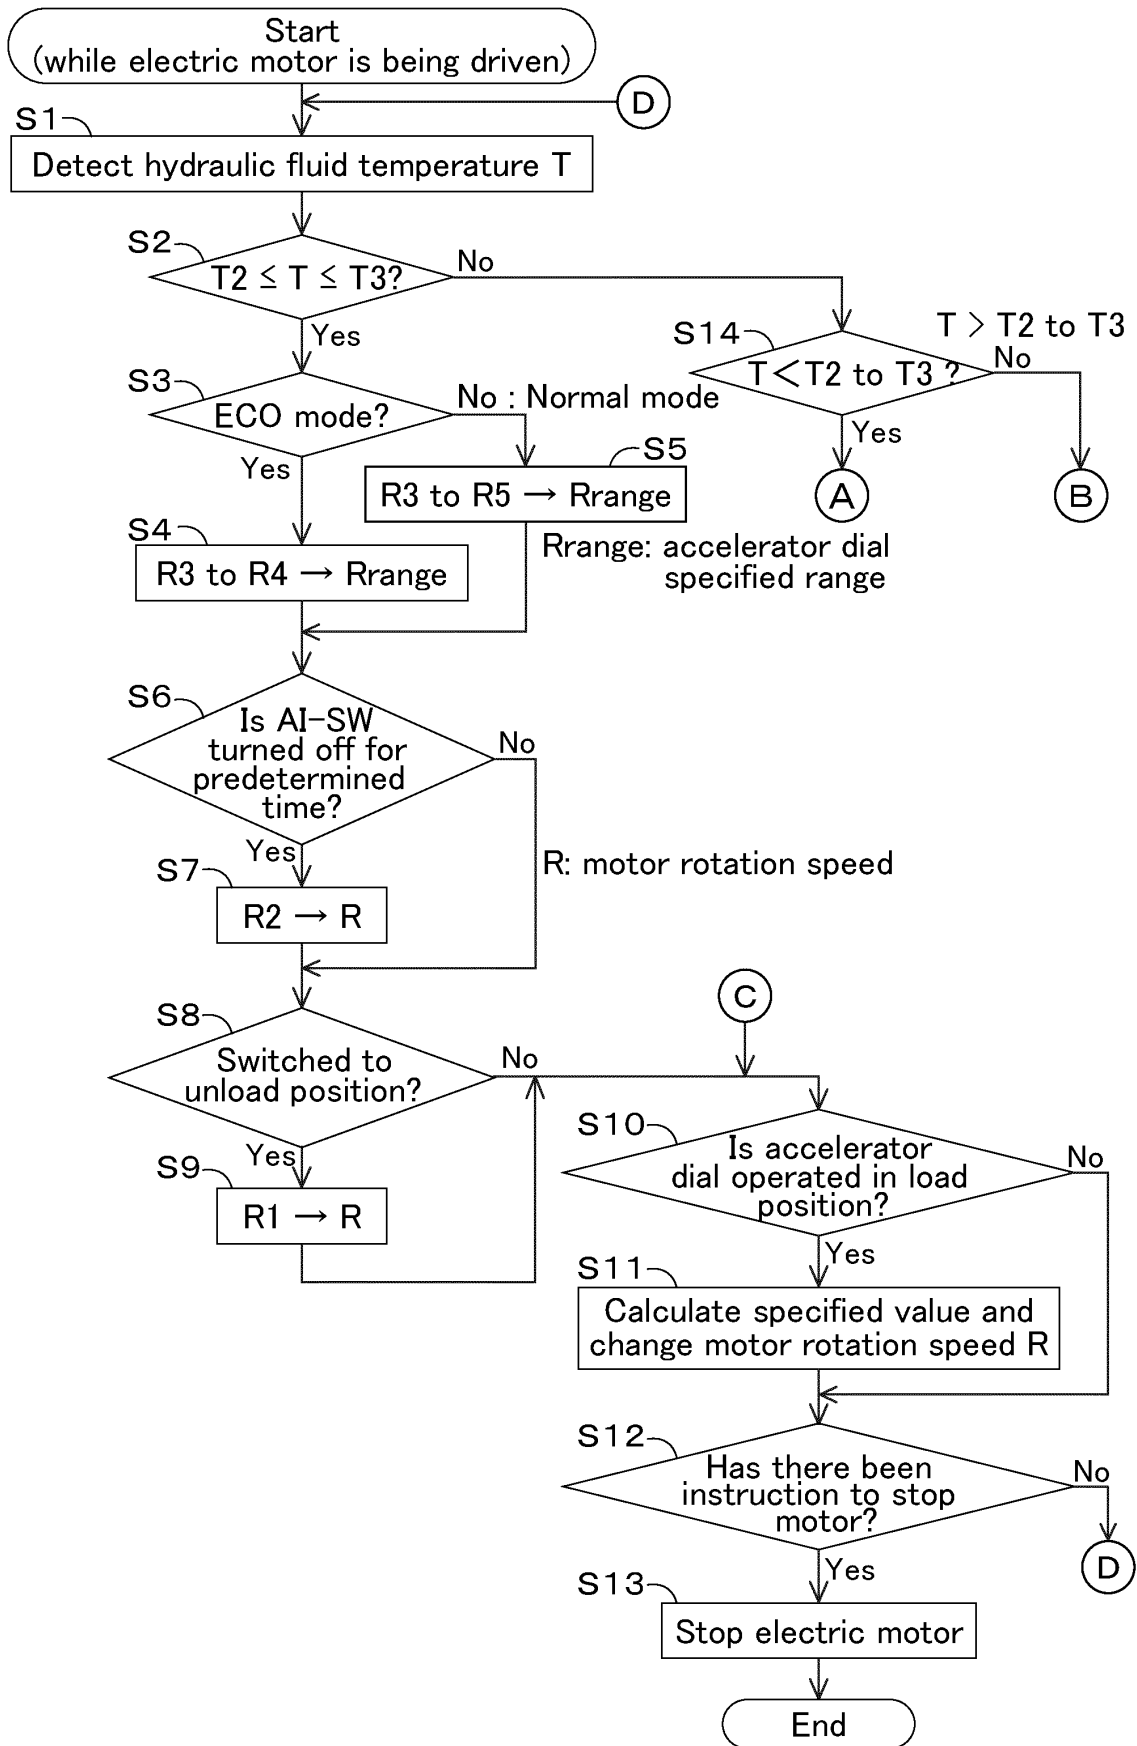 Start
(while electric motor is being driven)
D
S1
Detect hydraulic fluid temperature T
S2
T2 ≤ T ≤ T3?
No
Yes
S14
T > T2 to T3
T<T2 to T3 ?
No
Yes
A
B
S3
ECO mode?
No : Normal mode
Yes
S5
R3 to R5 → Rrange
S4
R3 to R4 → Rrange
Rrange: accelerator dial
specified range
S6
Is AI-SW
turned off for
predetermined
time?
No
Yes
S7
R2 → R
R: motor rotation speed
S8
Switched to
unload position?
No
Yes
S9
R1 → R
C
S10
Is accelerator
dial operated in load
position?
No
Yes
S11
Calculate specified value and
change motor rotation speed R
S12
Has there been
instruction to stop
motor?
No
D
Yes
S13
Stop electric motor
End